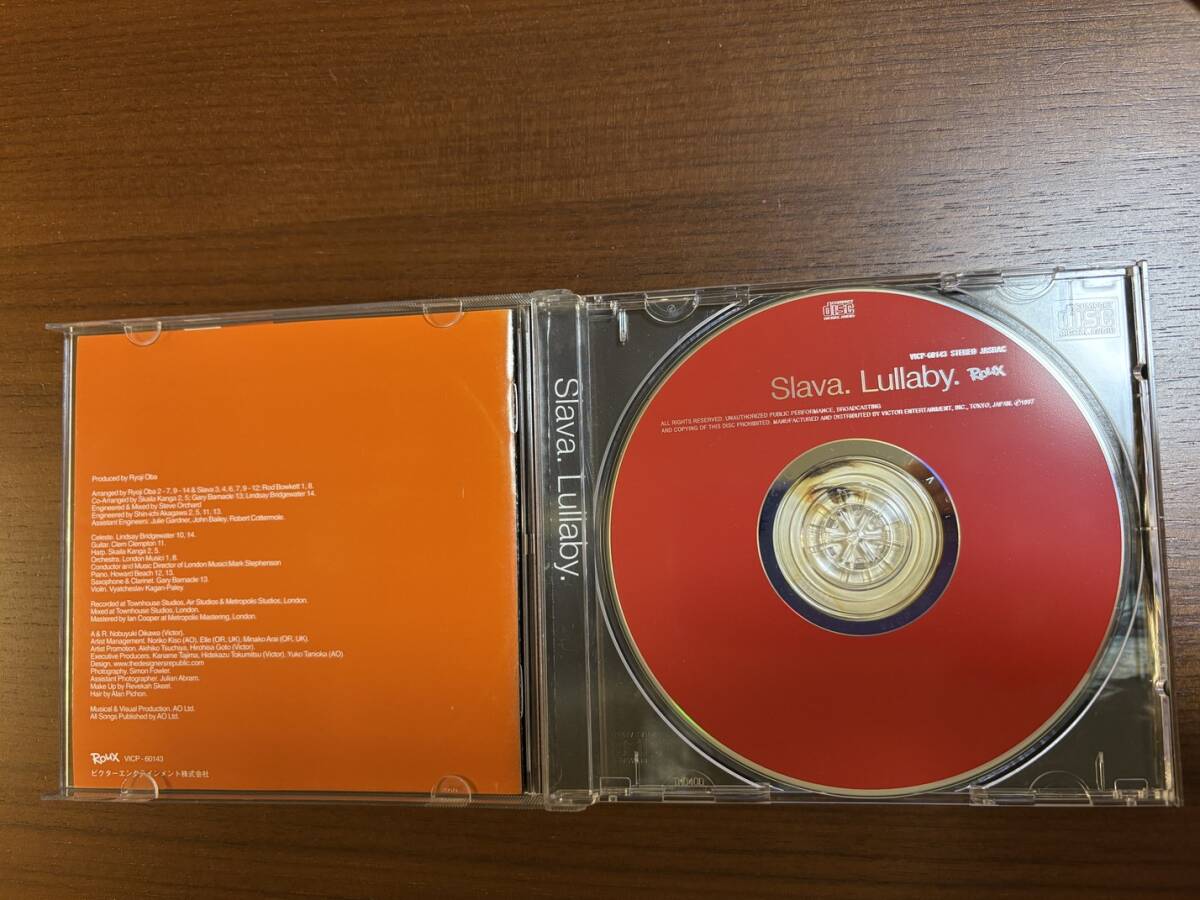 Produced by Ryoji Oba
Arranged by Ryoji Oba 2 - 7, 9 - 14 & Slava 3, 4, 6, 7, 9 - 12; Rod Bowkett 1, 8.
Co-Arranged by Skaila Kanga 2, 5; Gary Barnacle 13; Lindsay Bridgewater 14.
Engineered & Mixed by Steve Orchard
Engineered by Shin-ichi Akagawa 2, 5, 11, 13.
Assistant Engineers: Julie Gardner, John Bailey, Robert Cottermole.
Celeste. Lindsay Bridgewater 10, 14.
Guitar. Clem Clempton 11.
Harp. Skaila Kanga 2, 5.
Orchestra. London Musici 1, 8.
Conductor and Music Director of London Musici:Mark Stephenson
Piano. Howard Beach 12, 13.
Saxophone & Clarinet. Gary Barnacle 13.
Violin. Vyatcheslav Kagan-Paley.
Recorded at Townhouse Studios, Air Studios & Metropolis Studios, London.
Mixed at Townhouse Studios, London.
Mastered by Ian Cooper at Metropolis Mastering, London.
A & R. Nobuyuki Oikawa (Victor).
Artist Management. Noriko Kiso (AO), Elle (OR, UK), Minako Arai (OR, UK).
Artist Promotion. Akihiko Tsuchiya, Hirohisa Goto (Victor).
Executive Producers. Kaname Tajima, Hidekazu Tokumitsu (Victor), Yuko Tanioka (AO).
Design. www.thedesignersrepublic.com
Photography. Simon Fowler.
Assistant Photographer. Julian Abram.
Make Up by Revekah Skeet.
Hair by Alan Pichon.
Musical & Visual Production. AO Ltd.
All Songs Published by AO Ltd.
Roux VICP - 60143
ビクターエンタテインメント株式会社
Slava. Lullaby.
COMPACT
disc
DIGITAL AUDIO
VICP-60143 STEREO JASRAC
Slava. Lullaby. Roux
ALL RIGHTS RESERVED. UNAUTHORIZED PUBLIC PERFORMANCE, BROADCASTING
AND COPYING OF THIS DISC PROHIBITED. MANUFACTURED AND DISTRIBUTED BY VICTOR ENTERTAINMENT, INC., TOKYO, JAPAN. ℗1997
COMPACT
disc
DIGITAL AUDIO